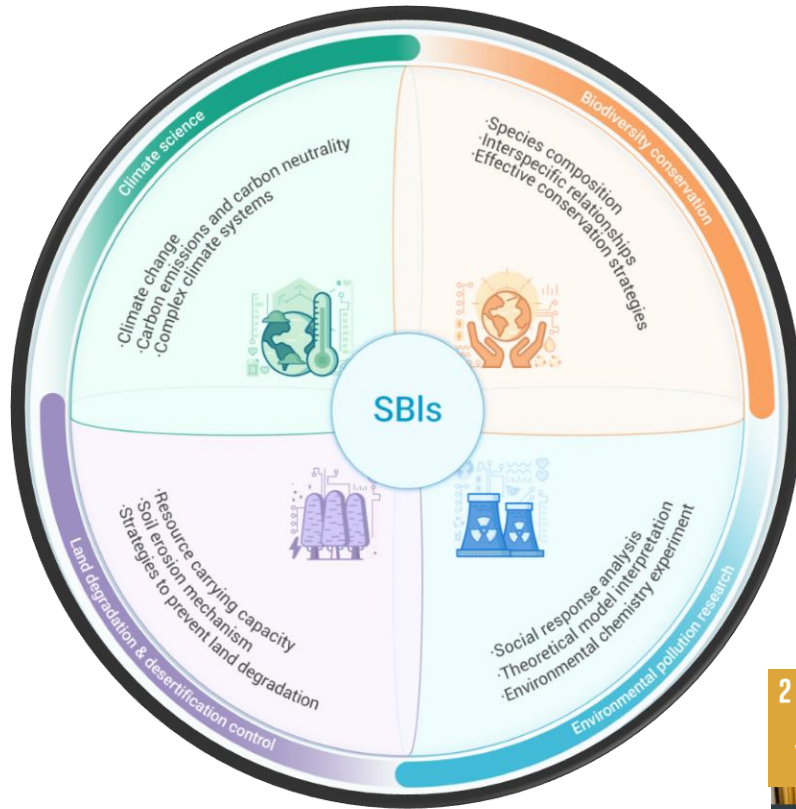 Climate science
·Climate change
·Carbon emissions and carbon neutrality
·Complex climate systems
Biodiversity conservation
·Species composition
·Interspecific relationships
·Effective conservation strategies
SBIs
Land degradation & desertification control
·Resource carrying capacity
·Soil erosion mechanism
·Strategies to prevent land degradation
Environmental pollution research
·Social response analysis
·Theoretical model interpretation
·Environmental chemistry experiment
2